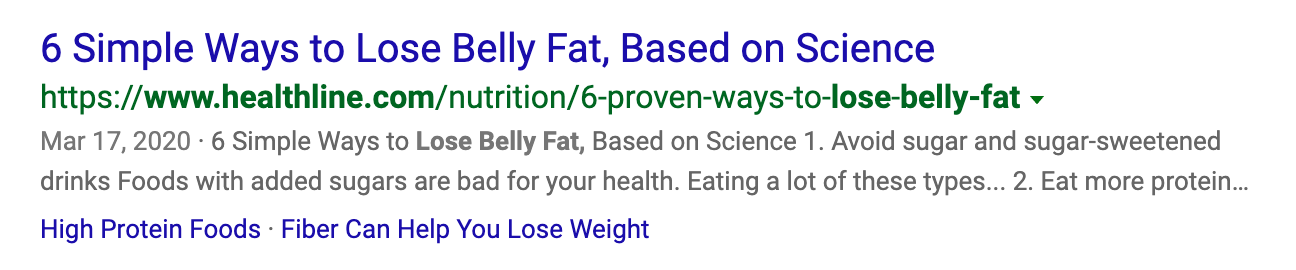 6 Simple Ways to Lose Belly Fat, Based on Science
https://www.healthline.com/nutrition/6-proven-ways-to-lose-belly-fat
Mar 17, 2020 · 6 Simple Ways to Lose Belly Fat, Based on Science 1. Avoid sugar and sugar-sweetened
drinks Foods with added sugars are bad for your health. Eating a lot of these types... 2. Eat more protein…
High Protein Foods · Fiber Can Help You Lose Weight